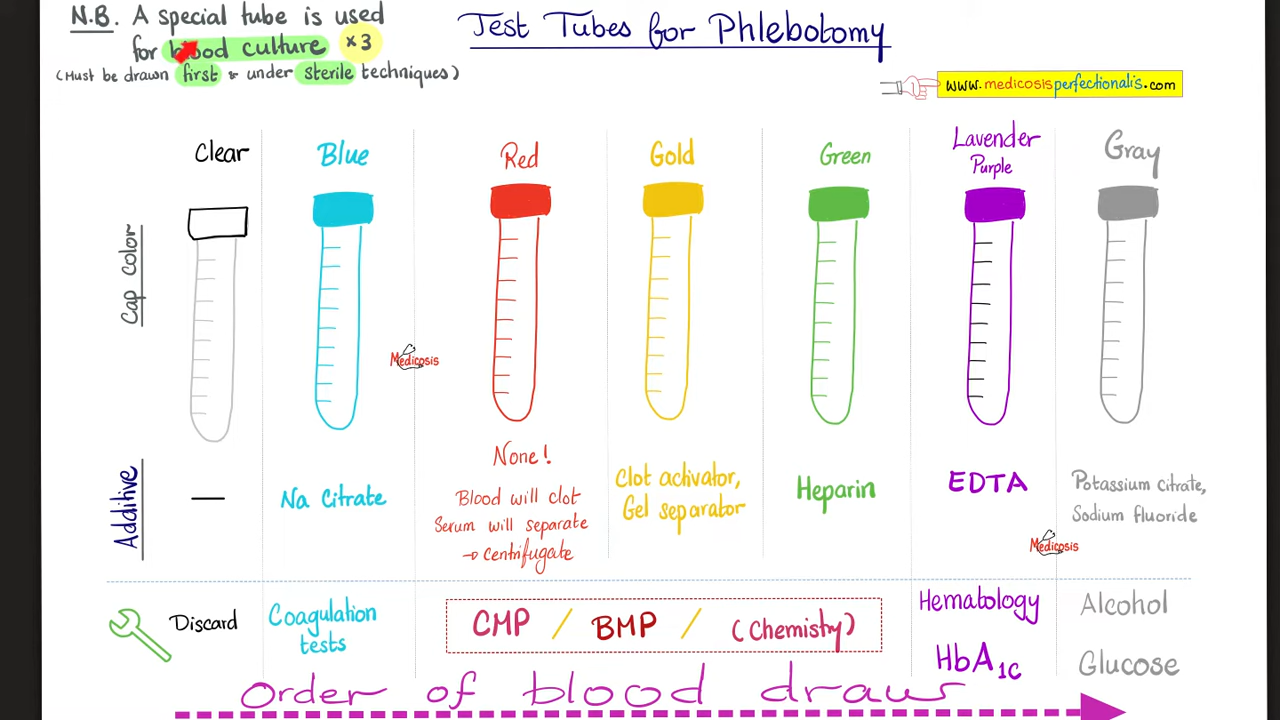 N.B. A special tube is used
for blood culture x3
(Must be drawn first & under sterile techniques)
Test Tubes for Phlebotomy
www.medicosisperfectionalis.com
Clear
Blue
Red
Gold
Green
Lavender
Purple
Gray
Cap color
Medicosis
Additive
—
Na Citrate
None!
Blood will clot
Serum will separate
→ Centrifugate
Clot activator,
Gel separator
Heparin
EDTA
Potassium citrate,
Sodium fluoride
Medicosis
Discard
Coagulation
tests
CMP / BMP / (Chemistry)
Hematology
HbA1C
Alcohol
Glucose
Order of blood draw